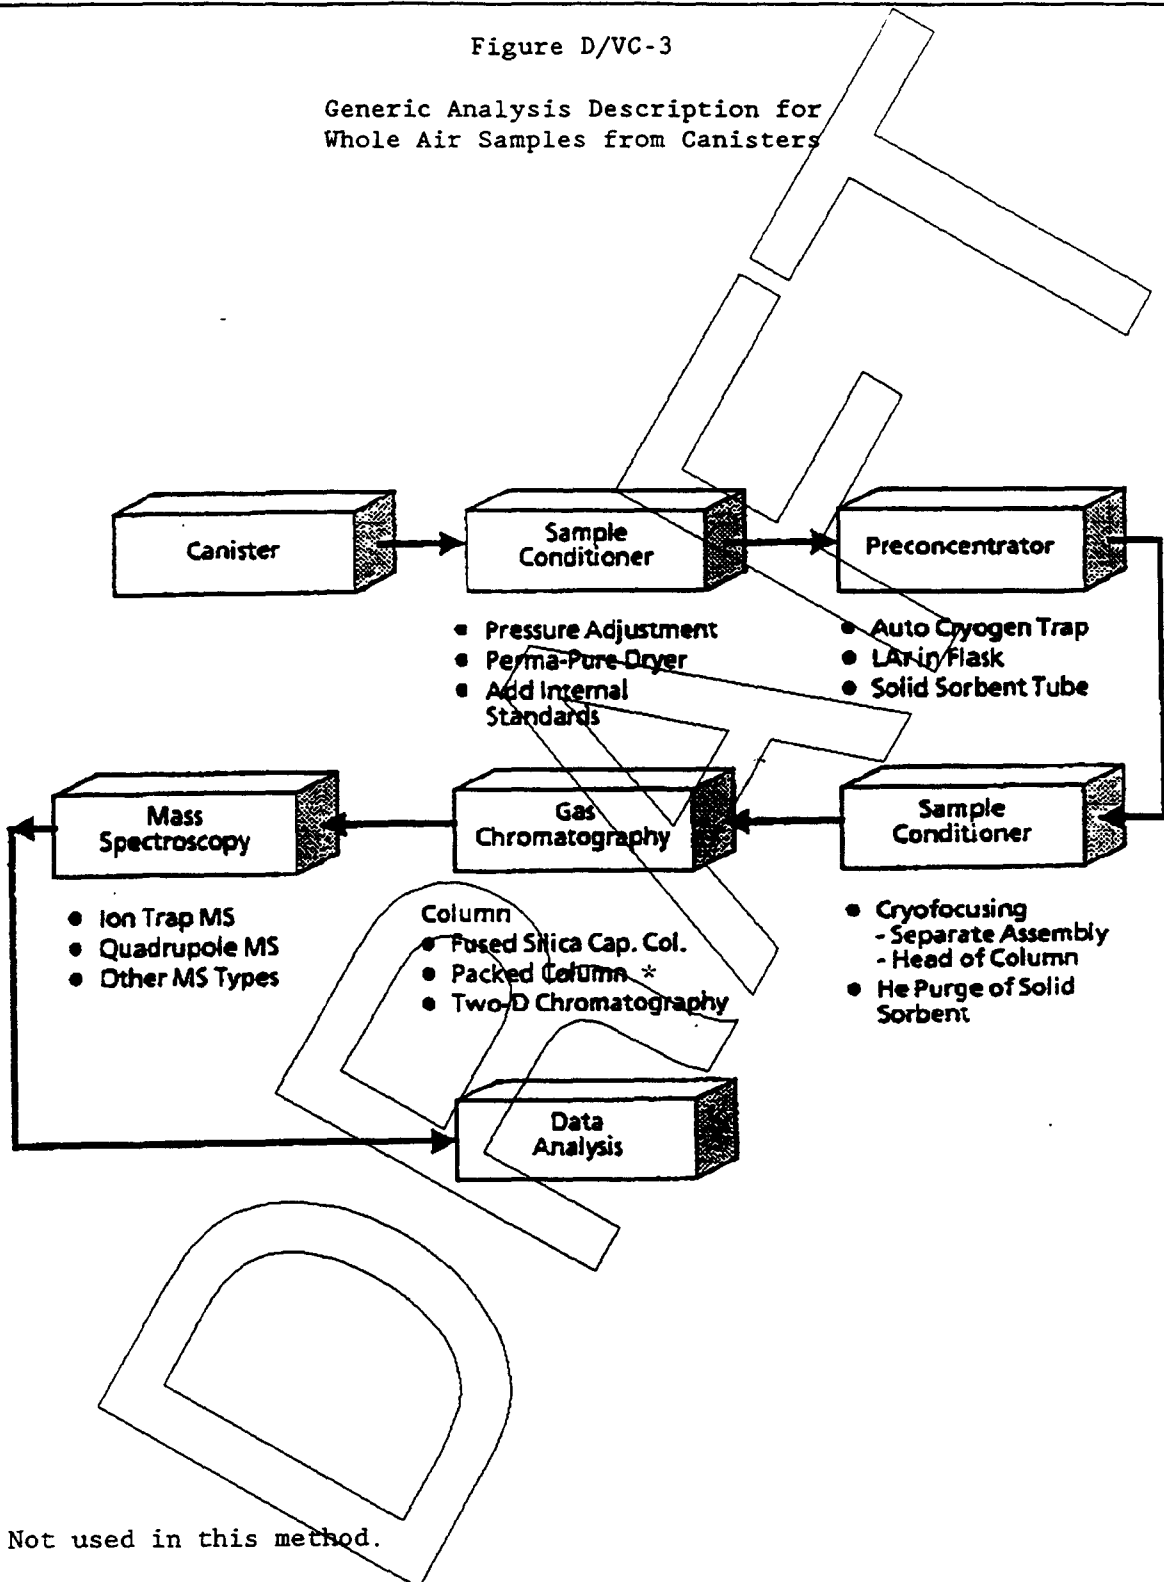 Figure D/VC-3
Generic Analysis Description for
Whole Air Samples from Canisters
Canister
Sample
Conditioner
Preconcentrator
• Pressure Adjustment
• Perma-Pure Dryer
• Add Internal
Standards
• Auto Cryogen Trap
• LAr in Flask
• Solid Sorbent Tube
Mass
Spectroscopy
Gas
Chromatography
Sample
Conditioner
• Ion Trap MS
• Quadrupole MS
• Other MS Types
Column
• Fused Silica Cap. Col.
• Packed Column *
• Two-D Chromatography
• Cryofocusing
- Separate Assembly
- Head of Column
• He Purge of Solid
Sorbent
Data
Analysis
DRAFT
Not used in this method.